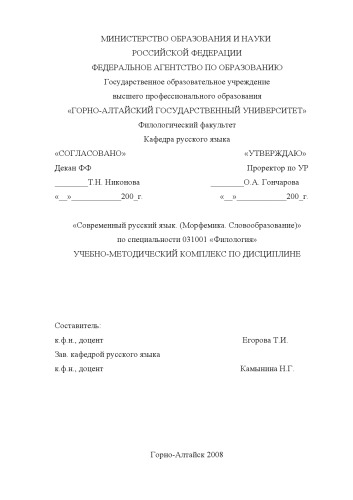 МИНИСТЕРСТВО ОБРАЗОВАНИЯ И НАУКИ
РОССИЙСКОЙ ФЕДЕРАЦИИ
ФЕДЕРАЛЬНОЕ АГЕНТСТВО ПО ОБРАЗОВАНИЮ
Государственное образовательное учреждение
высшего профессионального образования
«ГОРНО-АЛТАЙСКИЙ ГОСУДАРСТВЕННЫЙ УНИВЕРСИТЕТ»
Филологический факультет
Кафедра русского языка
«СОГЛАСОВАНО» «УТВЕРЖДАЮ»
Декан ФФ Проректор по УР
________Т.Н. Никонова ________О.А. Гончарова
«__»____________200_г. «__»____________200_г.
«Современный русский язык. (Морфемика. Словообразование)»
по специальности 031001 «Филология»
УЧЕБНО-МЕТОДИЧЕСКИЙ КОМПЛЕКС ПО ДИСЦИПЛИНЕ
Составитель:
к.ф.н., доцент Егорова Т.И.
Зав. кафедрой русского языка
к.ф.н., доцент Камынина Н.Г.
Горно-Алтайск 2008